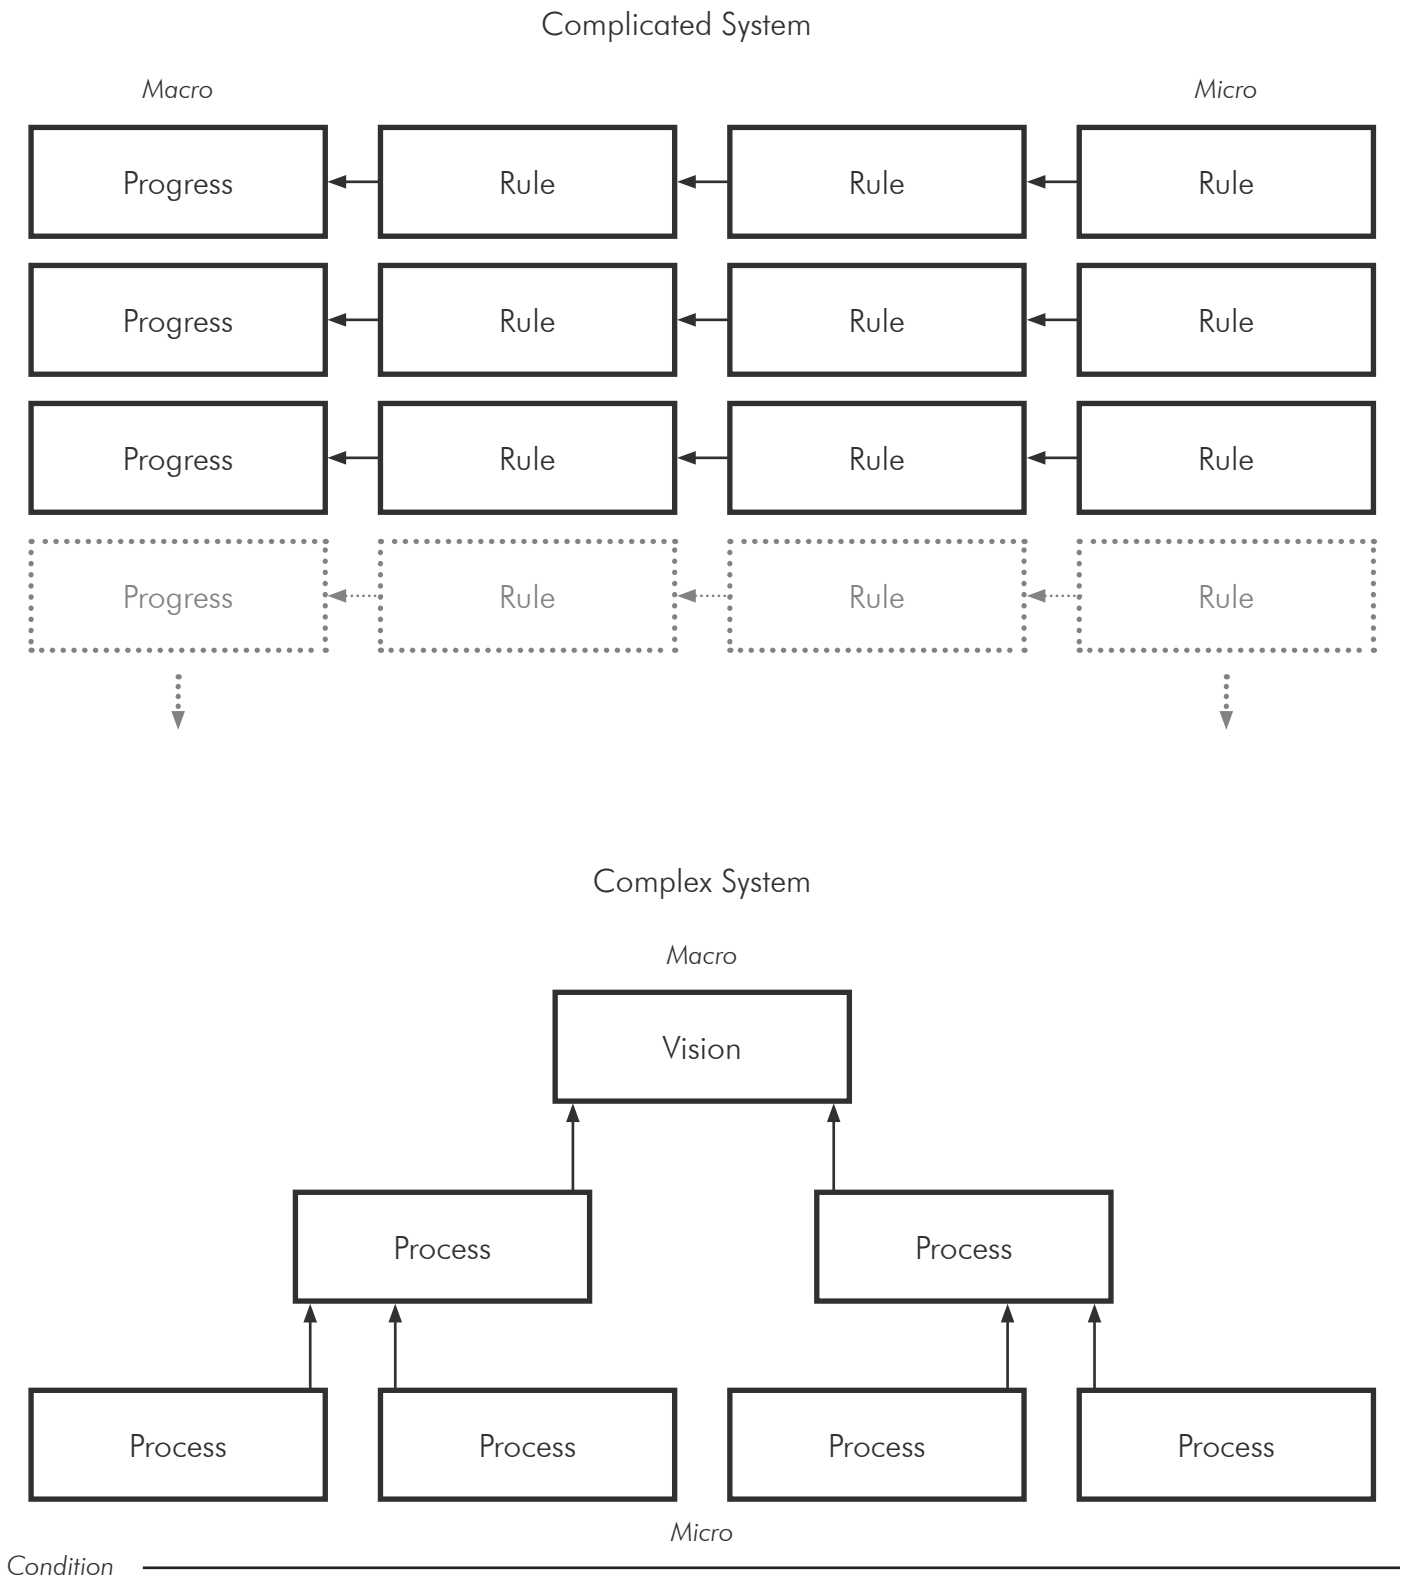 Complicated System
Macro Micro
Progress Rule Rule Rule
Progress Rule Rule Rule
Progress Rule Rule Rule
Progress Rule Rule Rule
Complex System
Macro
Vision
Process Process
Process Process Process Process
Micro
Condition